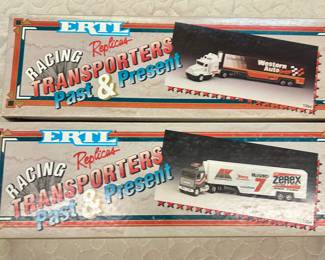 ERTL
Replicas
RACING
TRANSPORTERS
Past & Present
Western
Auto
ERTL
Replicas
RACING
TRANSPORTERS
Past & Present
7
ZEREX